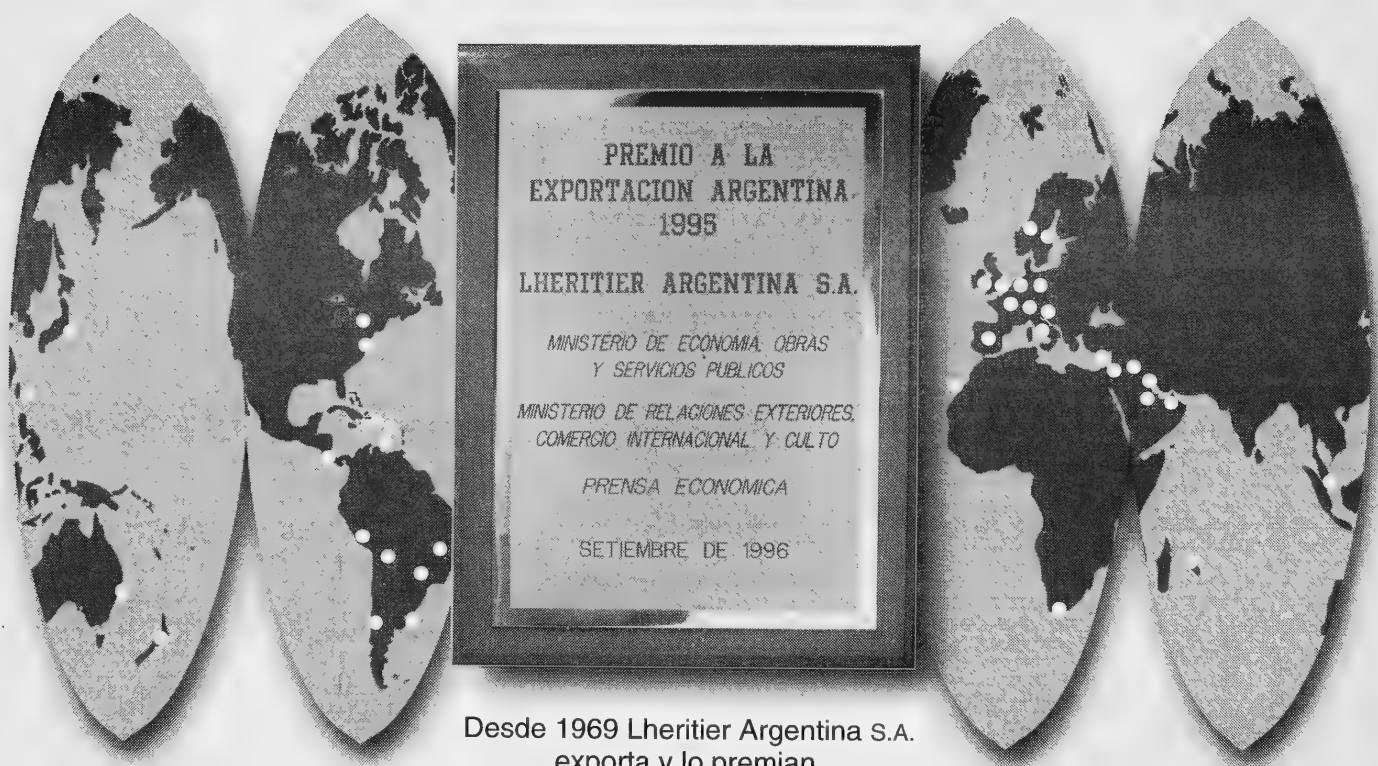 PREMIO A LA
EXPORTACION ARGENTINA
1995
LHERITIER ARGENTINA S.A.
MINISTERIO DE ECONOMIA, OBRAS
Y SERVICIOS PUBLICOS
MINISTERIO DE RELACIONES EXTERIORES,
COMERCIO INTERNACIONAL Y CULTO
PRENSA ECONOMICA
SETIEMBRE DE 1996
Desde 1969 Lheritier Argentina S.A.
exporta y lo premian